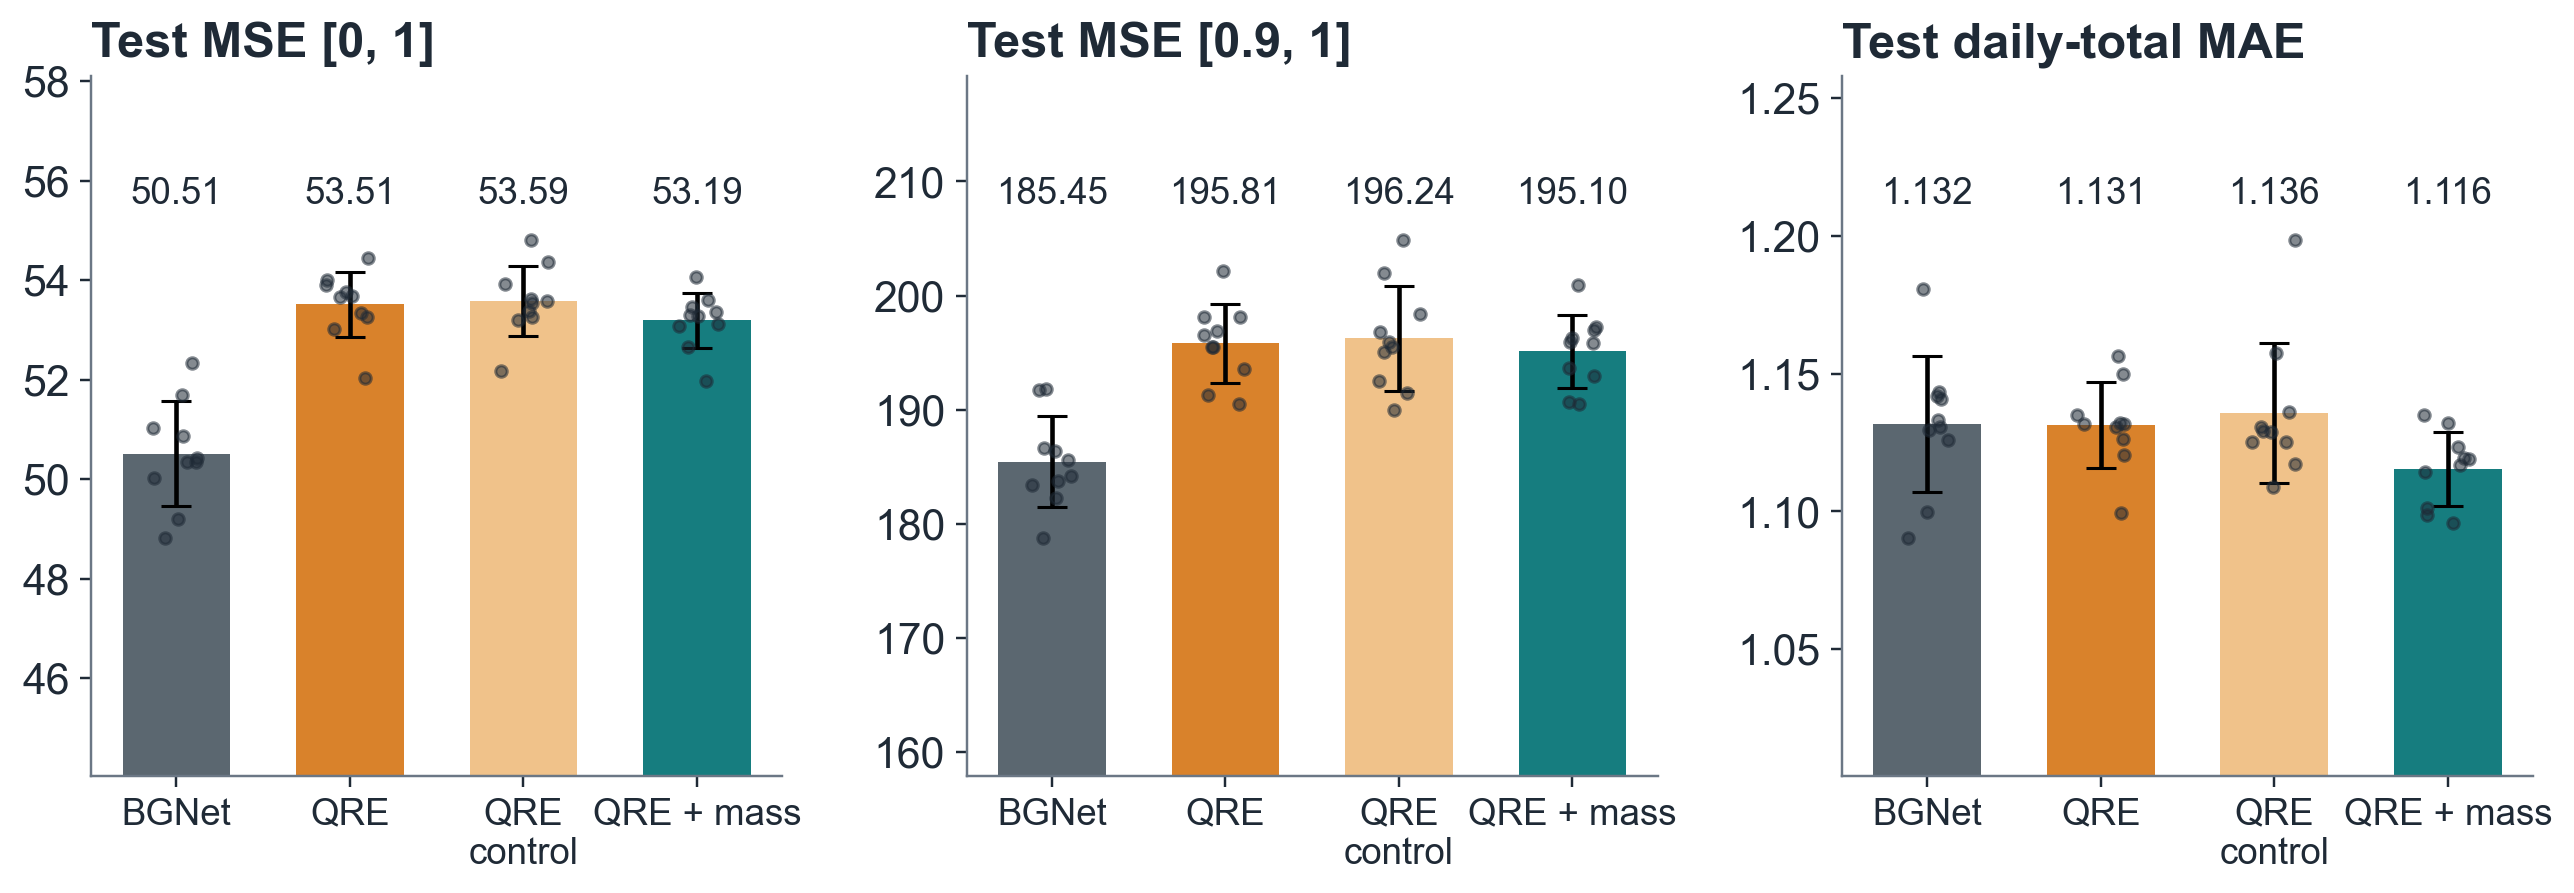 Test MSE [0, 1]
58
56
54
52
50
48
46
50.51
53.51
53.59
53.19
BGNet
QRE
QRE
control
QRE + mass
Test MSE [0.9, 1]
210
200
190
180
170
160
185.45
195.81
196.24
195.10
BGNet
QRE
QRE
control
QRE + mass
Test daily-total MAE
1.25
1.20
1.15
1.10
1.05
1.132
1.131
1.136
1.116
BGNet
QRE
QRE
control
QRE + mass